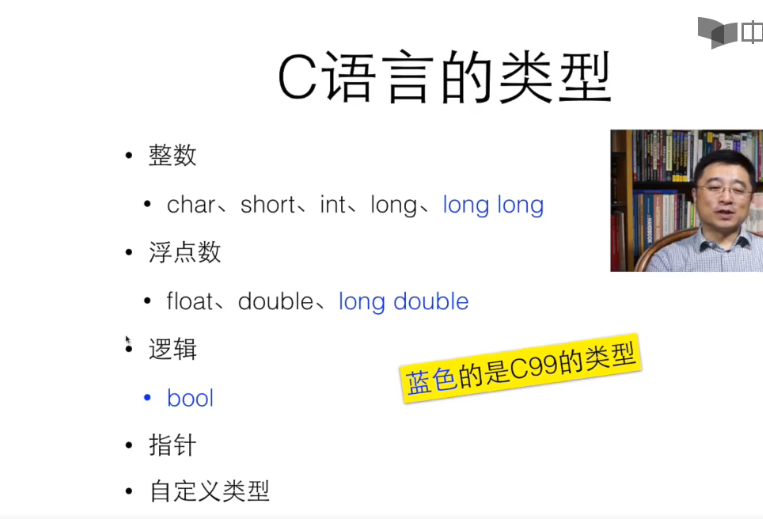 C语言的类型
整数
char、short、int、long、long long
浮点数
float、double、long double
逻辑
蓝色的是C99的类型
bool
指针
自定义类型